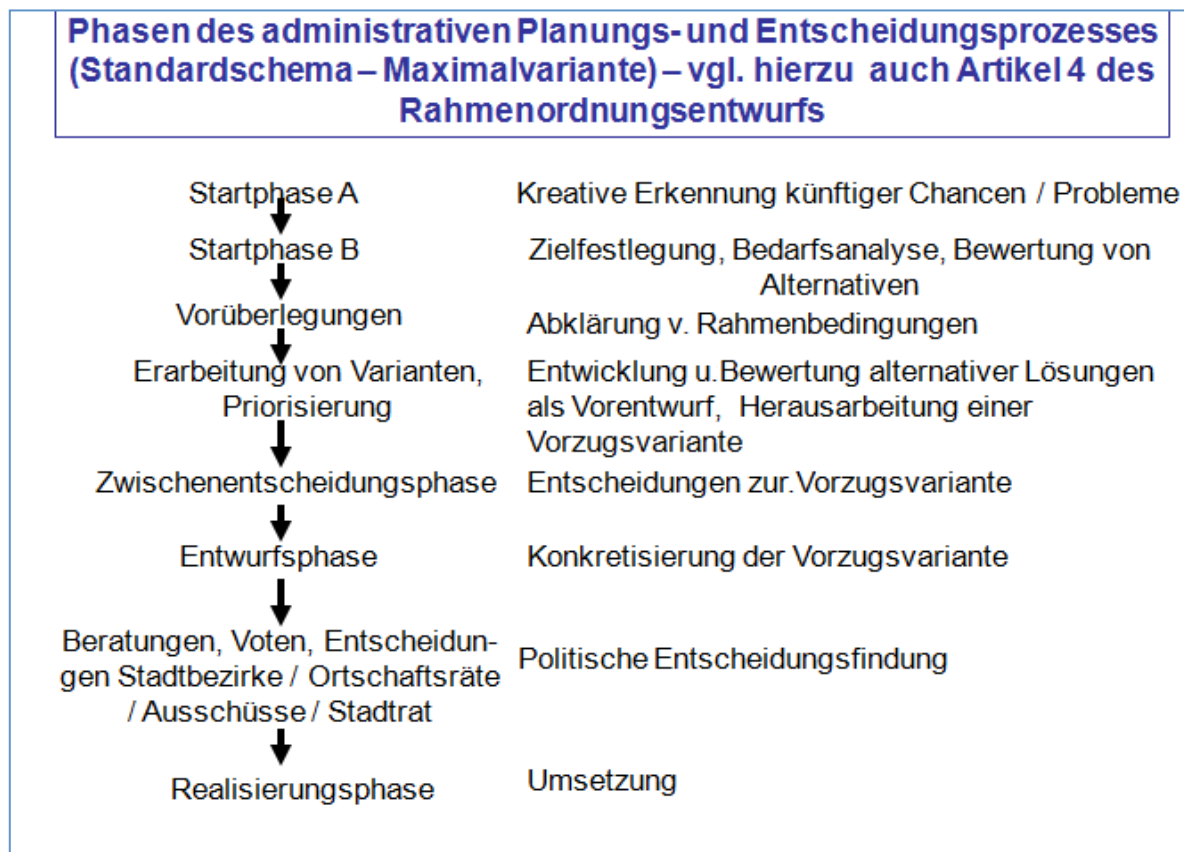 Phasen des administrativen Planungs- und Entscheidungsprozesses
(Standardschema – Maximalvariante) – vgl. hierzu auch Artikel 4 des
Rahmenordnungsentwurfs
Startphase A
Kreative Erkennung künftiger Chancen / Probleme
Startphase B
Zielfestlegung, Bedarfsanalyse, Bewertung von
Alternativen
Vorüberlegungen
Abklärung v. Rahmenbedingungen
Erarbeitung von Varianten,
Priorisierung
Entwicklung u.Bewertung alternativer Lösungen
als Vorentwurf, Herausarbeitung einer
Vorzugsvariante
Zwischenentscheidungsphase
Entscheidungen zur.Vorzugsvariante
Entwurfsphase
Konkretisierung der Vorzugsvariante
Beratungen, Voten, Entscheidun-
gen Stadtbezirke / Ortschaftsräte
/ Ausschüsse / Stadtrat
Politische Entscheidungsfindung
Realisierungsphase
Umsetzung